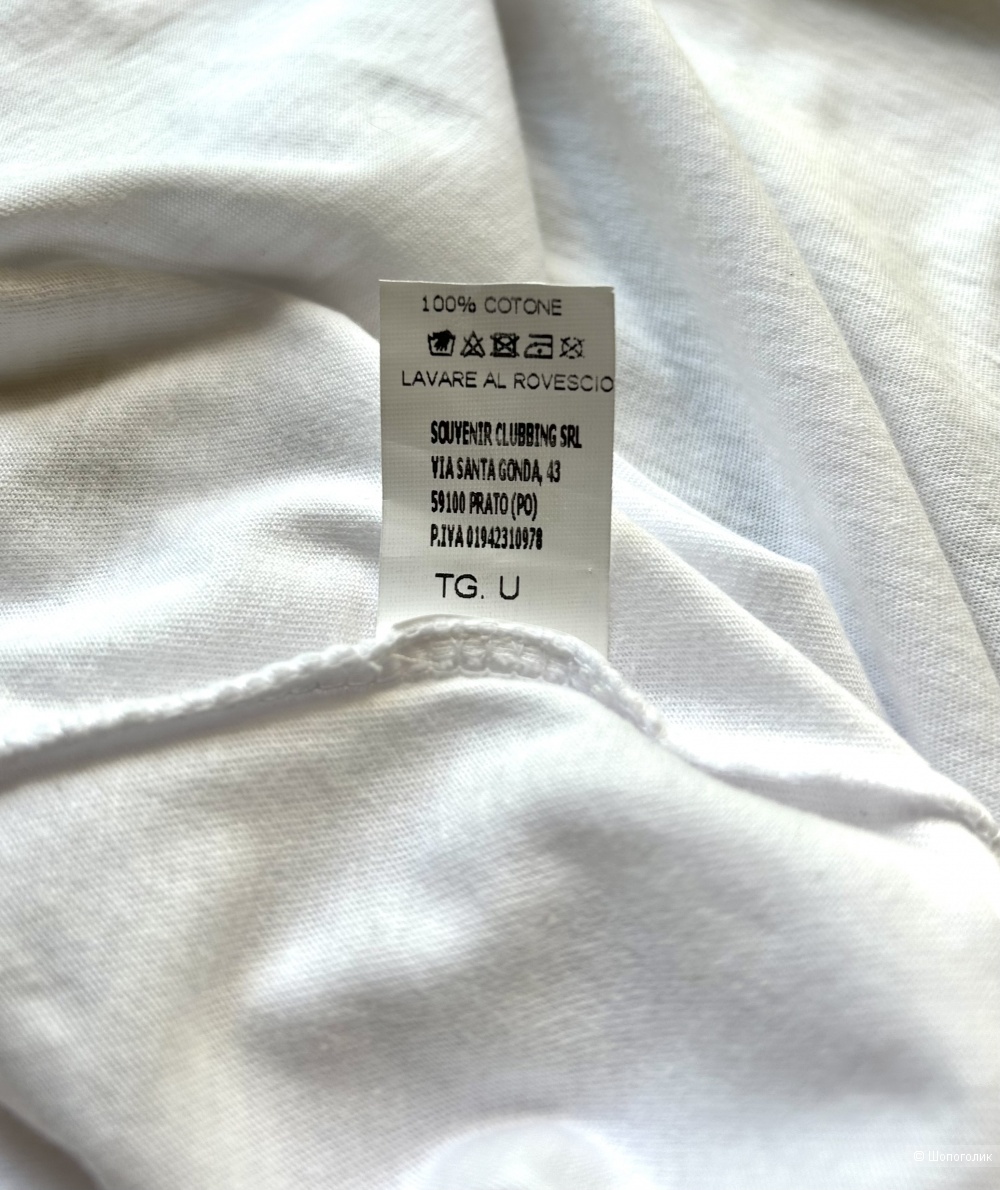 100% COTONE
LAVARE AL ROVESCIO
SOUVENIR CLUBBING SRL
VIA SANTA GONDA, 43
59100 PRATO (PO)
P.IVA 01942310978
TG. U
© Шопоголик